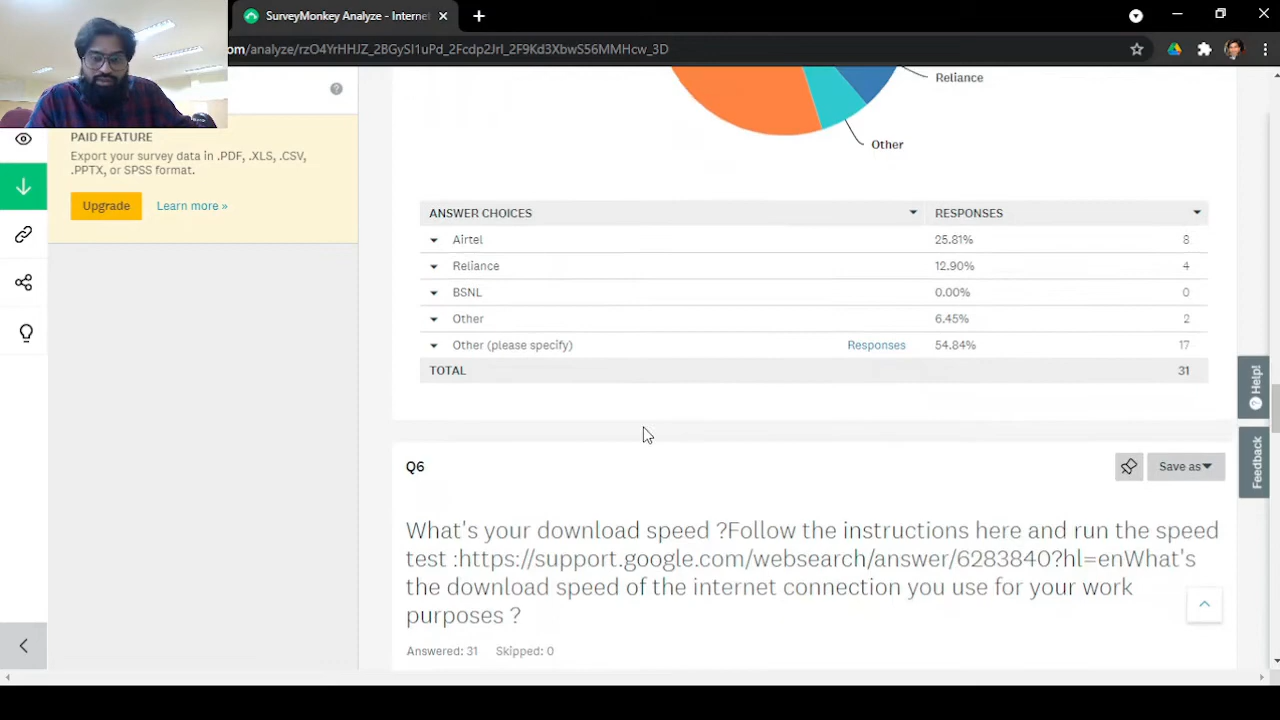 SurveyMonkey Analyze - Interne
om/analyze/rzO4YrHHJZ_2BGySI1uPd_2Fcdp2Jrl_2F9Kd3XbwS56MMHcw_3D
PAID FEATURE
Export your survey data in .PDF, .XLS, .CSV,
.PPTX, or SPSS format.
Upgrade Learn more »
Reliance
Other
ANSWER CHOICES RESPONSES
Airtel 25.81% 8
Reliance 12.90% 4
BSNL 0.00% 0
Other 6.45% 2
Other (please specify) Responses 54.84% 17
TOTAL 31
Help!
Feedback
Q6 Save as
What's your download speed ?Follow the instructions here and run the speed
test :https://support.google.com/websearch/answer/6283840?hl=enWhat's
the download speed of the internet connection you use for your work
purposes ?
Answered: 31 Skipped: 0